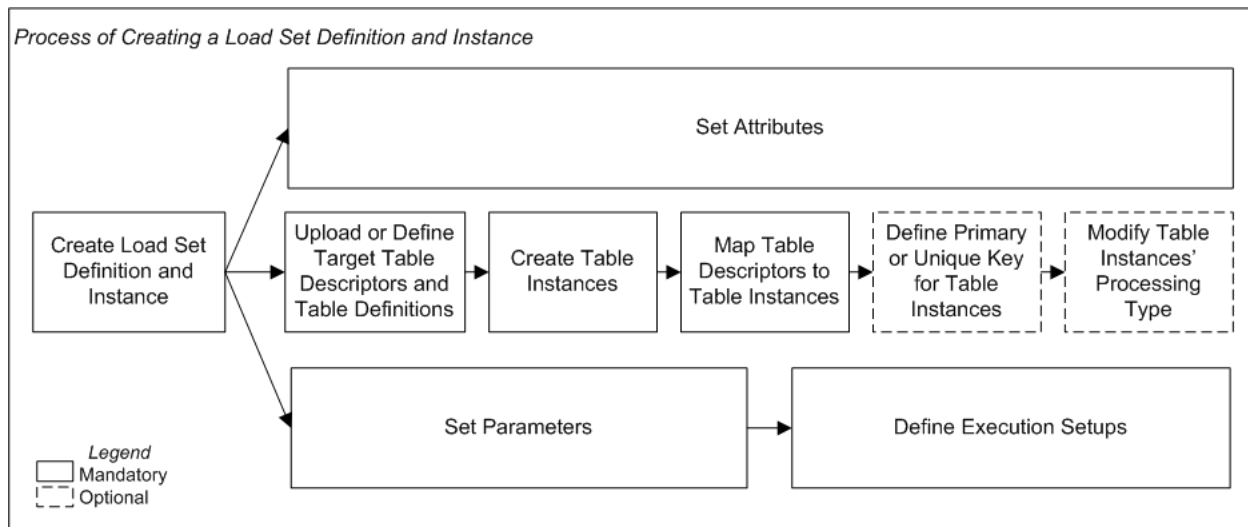 Process of Creating a Load Set Definition and Instance
Set Attributes
Create Load Set
Definition and
Instance
Upload or Define
Target Table
Descriptors and
Table Definitions
Create Table
Instances
Map Table
Descriptors to
Table Instances
Define Primary
or Unique Key
for Table
Instances
Modify Table
Instances'
Processing
Type
Set Parameters
Define Execution Setups
Legend
Mandatory
Optional